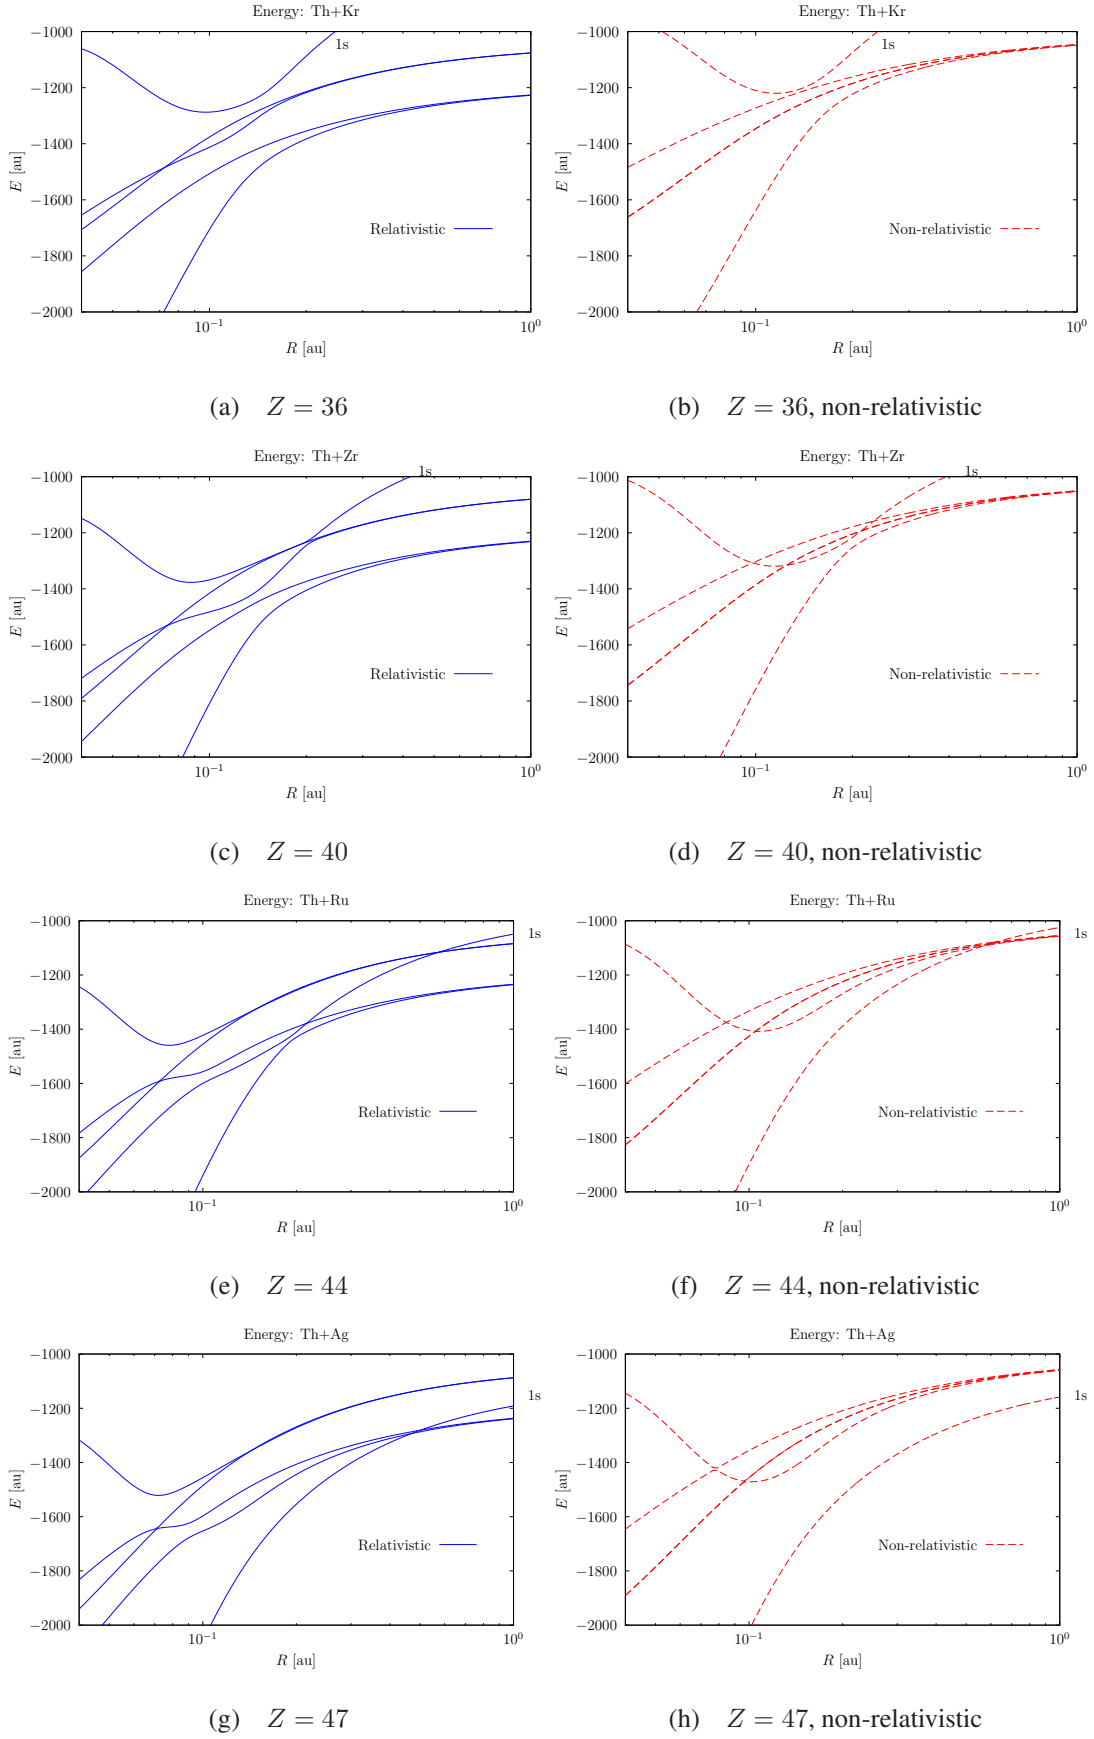 Energy: Th+Kr
−1000
−1200
−1400
−1600
−1800
−2000
E [au]
1s
Relativistic
10⁻¹
10⁰
R [au]
(a) Z = 36
Energy: Th+Kr
−1000
−1200
−1400
−1600
−1800
−2000
E [au]
1s
Non-relativistic
10⁻¹
10⁰
R [au]
(b) Z = 36, non-relativistic
Energy: Th+Zr
−1000
−1200
−1400
−1600
−1800
−2000
E [au]
1s
Relativistic
10⁻¹
10⁰
R [au]
(c) Z = 40
Energy: Th+Zr
−1000
−1200
−1400
−1600
−1800
−2000
E [au]
1s
Non-relativistic
10⁻¹
10⁰
R [au]
(d) Z = 40, non-relativistic
Energy: Th+Ru
−1000
−1200
−1400
−1600
−1800
−2000
E [au]
1s
Relativistic
10⁻¹
10⁰
R [au]
(e) Z = 44
Energy: Th+Ru
−1000
−1200
−1400
−1600
−1800
−2000
E [au]
1s
Non-relativistic
10⁻¹
10⁰
R [au]
(f) Z = 44, non-relativistic
Energy: Th+Ag
−1000
−1200
−1400
−1600
−1800
−2000
E [au]
1s
Relativistic
10⁻¹
10⁰
R [au]
(g) Z = 47
Energy: Th+Ag
−1000
−1200
−1400
−1600
−1800
−2000
E [au]
1s
Non-relativistic
10⁻¹
10⁰
R [au]
(h) Z = 47, non-relativistic